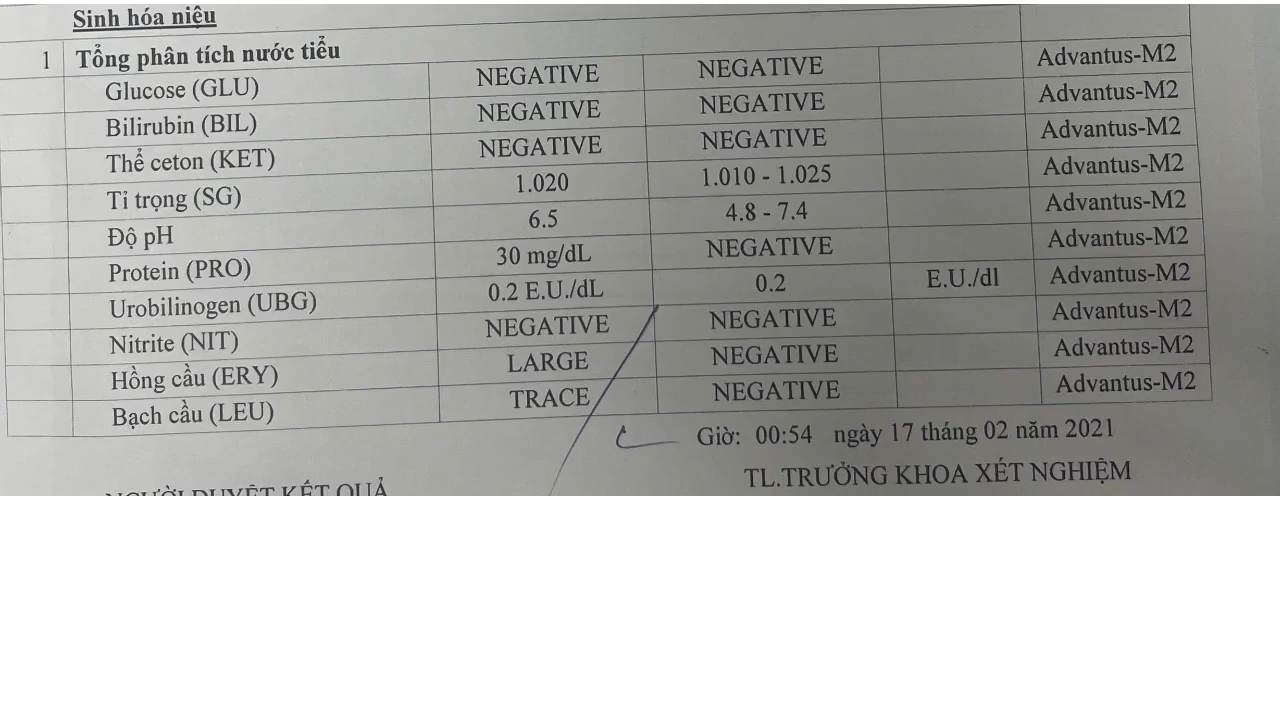 Sinh hóa niệu
1 Tổng phân tích nước tiểu
Glucose (GLU) NEGATIVE NEGATIVE Advantus-M2
Bilirubin (BIL) NEGATIVE NEGATIVE Advantus-M2
Thể ceton (KET) NEGATIVE NEGATIVE Advantus-M2
Tỉ trọng (SG) 1.020 1.010 - 1.025 Advantus-M2
Độ pH 6.5 4.8 - 7.4 Advantus-M2
Protein (PRO) 30 mg/dL NEGATIVE Advantus-M2
Urobilinogen (UBG) 0.2 E.U./dL 0.2 E.U./dl Advantus-M2
Nitrite (NIT) NEGATIVE NEGATIVE Advantus-M2
Hồng cầu (ERY) LARGE NEGATIVE Advantus-M2
Bạch cầu (LEU) TRACE NEGATIVE Advantus-M2
Giờ: 00:54 ngày 17 tháng 02 năm 2021
TL.TRƯỞNG KHOA XÉT NGHIỆM
NGƯỜI DUYỆT KẾT QUẢ